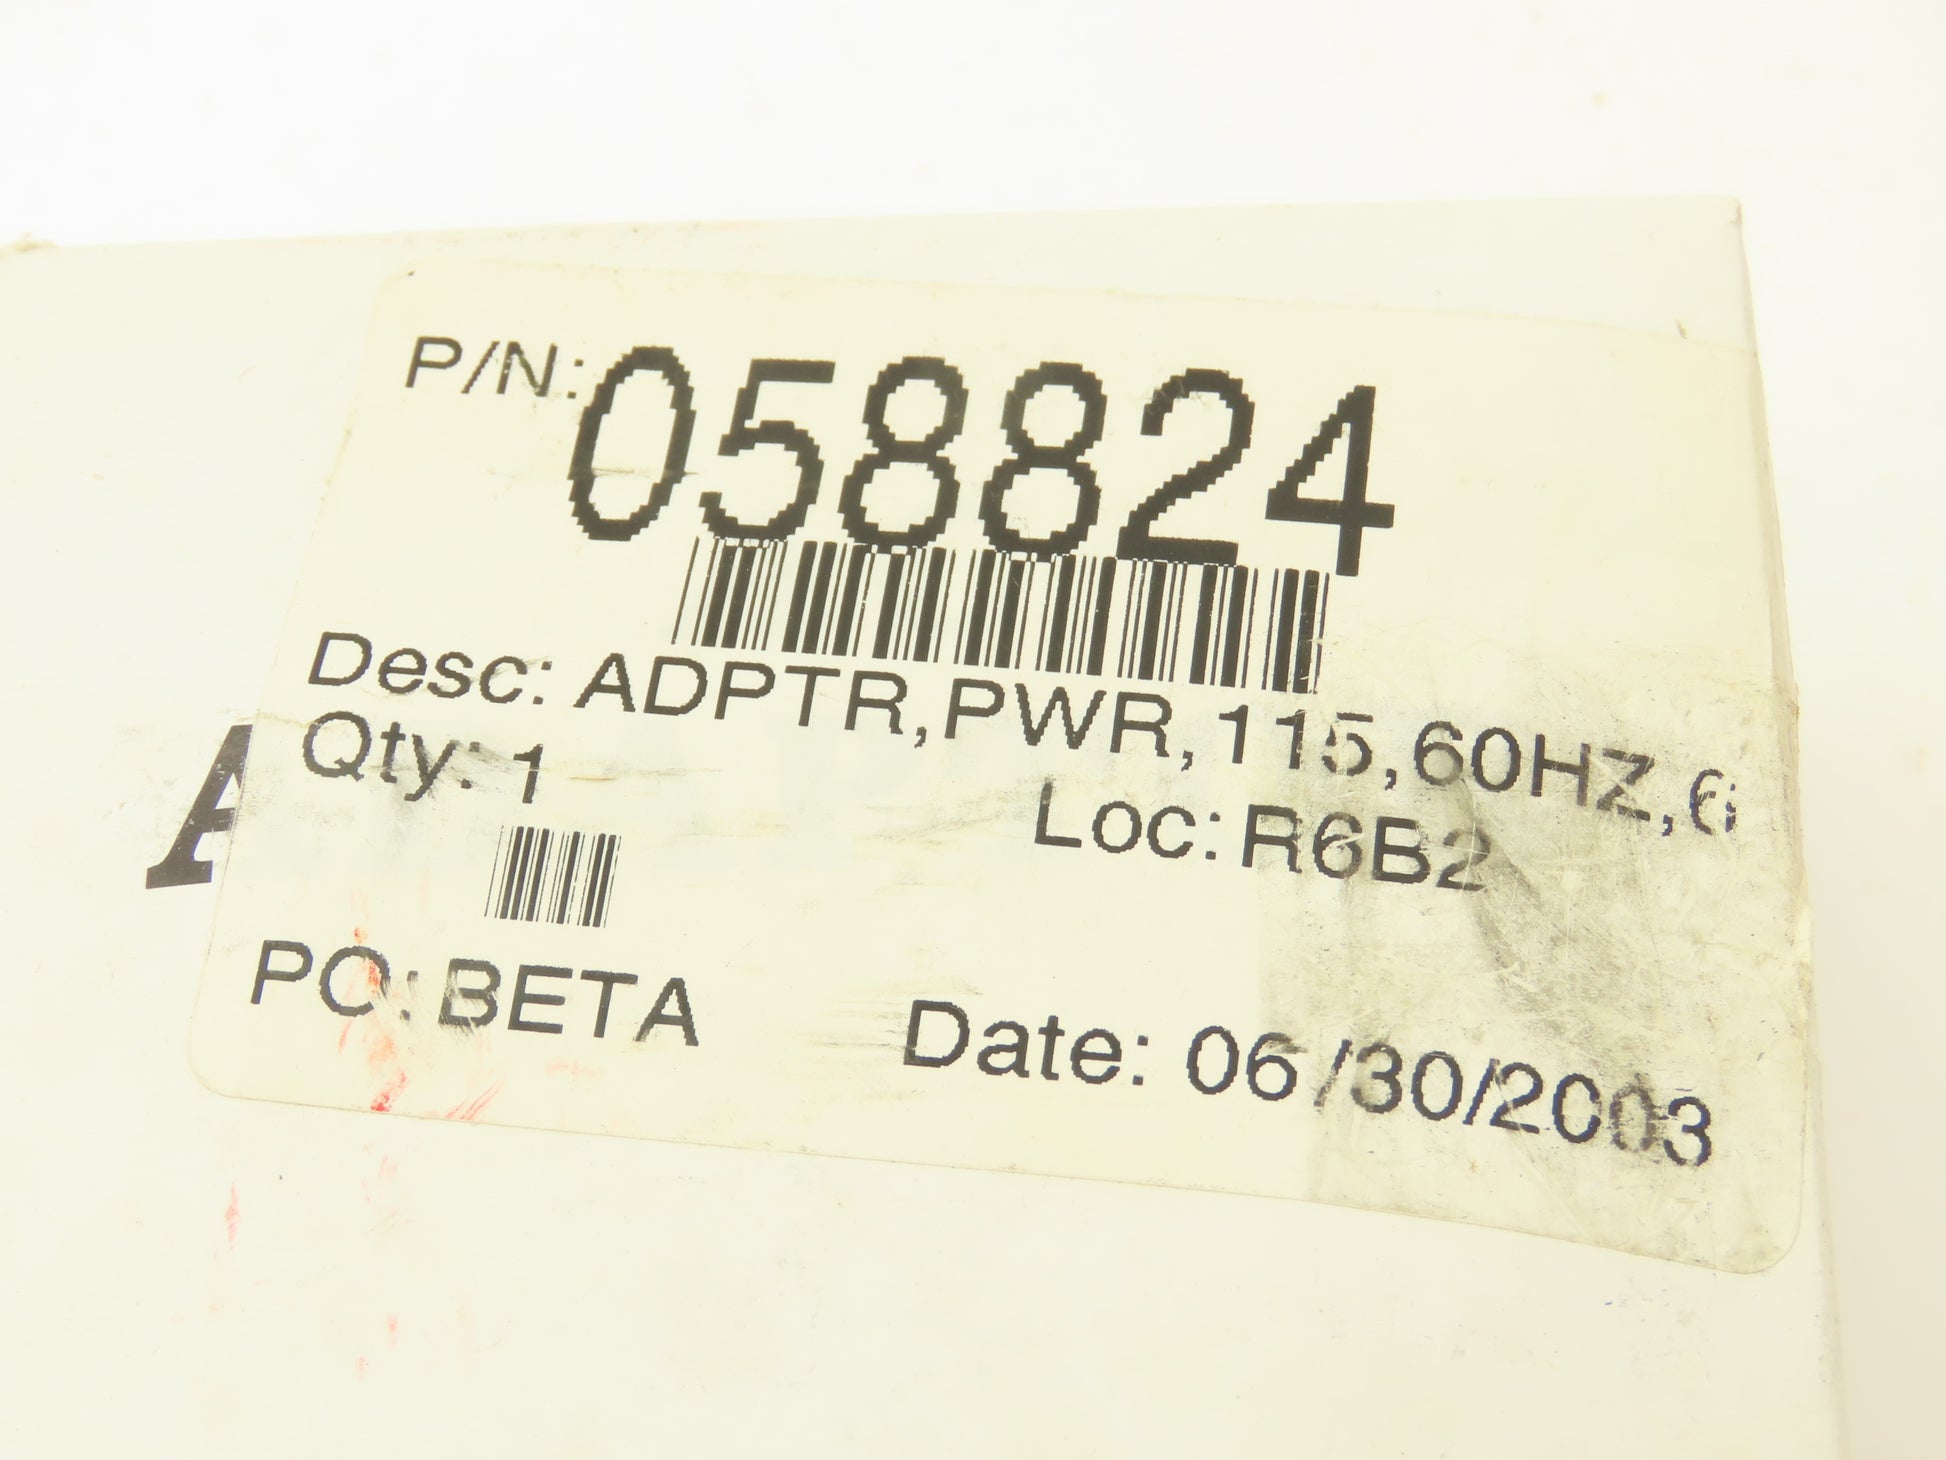 P/N: 058824
Desc: ADPTR,PWR,115,60HZ,6
Qty: 1
Loc: R6B2
PO: BETA
Date: 06/30/2003
A